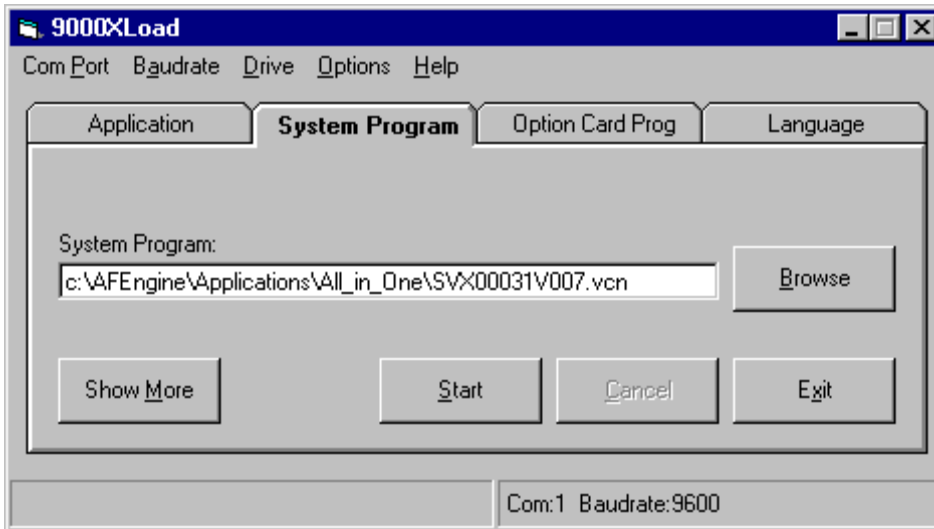 9000XLoad
Com Port Baudrate Drive Options Help
Application System Program Option Card Prog Language
System Program:
c:\AFEngine\Applications\All_in_One\SVX00031V007.vcn
Browse
Show More Start Cancel Exit
Com:1 Baudrate:9600